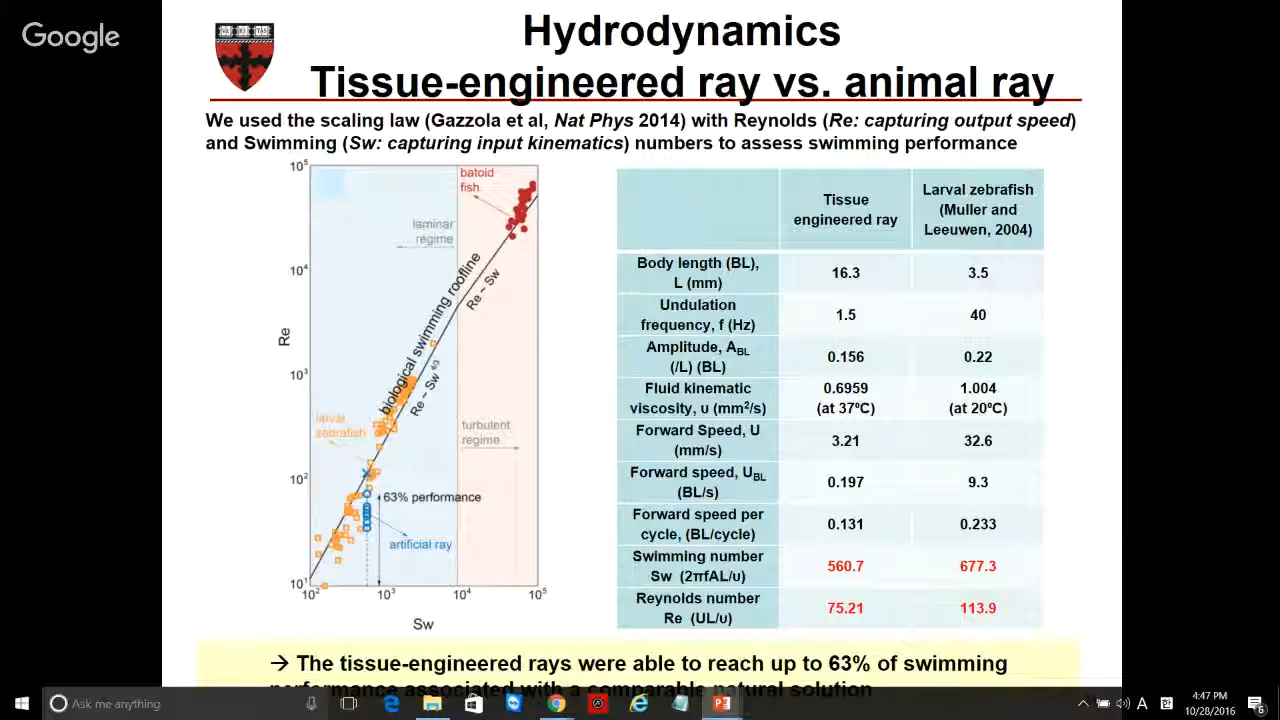 Google
Hydrodynamics
Tissue-engineered ray vs. animal ray
We used the scaling law (Gazzola et al, Nat Phys 2014) with Reynolds (Re: capturing output speed)
and Swimming (Sw: capturing input kinematics) numbers to assess swimming performance
10⁵
10⁴
10³
10²
10¹
Re
batoid
fish
laminar
regime
biological swimming roofline
Re ~ Sw
Re ~ Sw 4/3
larval
zebrafish
turbulent
regime
63% performance
artificial ray
10² 10³ 10⁴ 10⁵
Sw
Tissue
engineered ray
Larval zebrafish
(Muller and
Leeuwen, 2004)
Body length (BL),
L (mm)
16.3 3.5
Undulation
frequency, f (Hz)
1.5 40
Amplitude, A_BL
(/L) (BL)
0.156 0.22
Fluid kinematic
viscosity, υ (mm²/s)
0.6959
(at 37ºC)
1.004
(at 20ºC)
Forward Speed, U
(mm/s)
3.21 32.6
Forward speed, U_BL
(BL/s)
0.197 9.3
Forward speed per
cycle, (BL/cycle)
0.131 0.233
Swimming number
Sw (2πfAL/υ)
560.7 677.3
Reynolds number
Re (UL/υ)
75.21 113.9
→ The tissue-engineered rays were able to reach up to 63% of swimming
performance associated with a comparable natural solution
Ask me anything
A
4:47 PM
10/28/2016
6